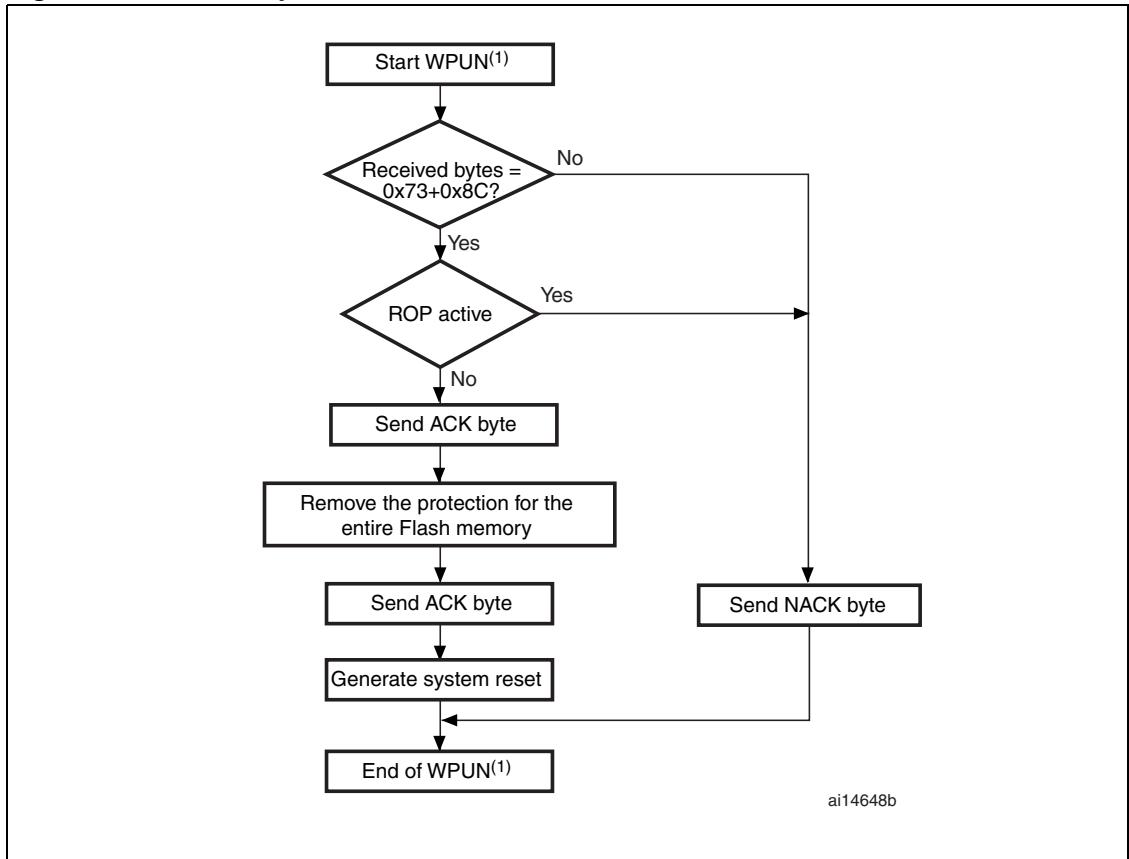 Start WPUN(1)
Received bytes =
0x73+0x8C?
No
Yes
ROP active
Yes
No
Send ACK byte
Remove the protection for the
entire Flash memory
Send ACK byte
Send NACK byte
Generate system reset
End of WPUN(1)
ai14648b